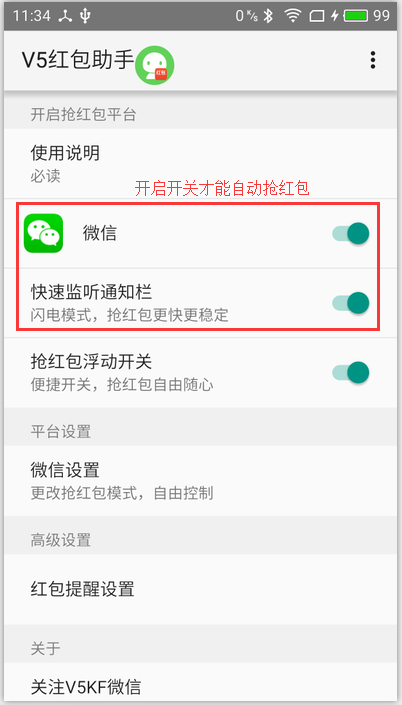 11:34 0 K/s 99
V5红包助手
开启抢红包平台
使用说明
必读
开启开关才能自动抢红包
微信
快速监听通知栏
闪电模式，抢红包更快更稳定
抢红包浮动开关
便捷开关，抢红包自由随心
平台设置
微信设置
更改抢红包模式，自由控制
高级设置
红包提醒设置
关于
关注V5KF微信